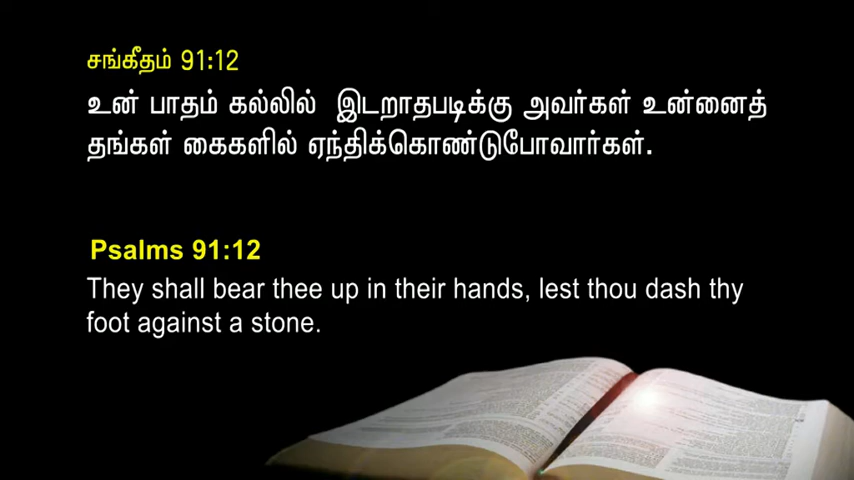 சங்கீதம் 91:12
உன் பாதம் கல்லில் இடறாதபடிக்கு அவர்கள் உன்னைத்
தங்கள் கைகளில் ஏந்திக்கொண்டுபோவார்கள்.
Psalms 91:12
They shall bear thee up in their hands, lest thou dash thy
foot against a stone.